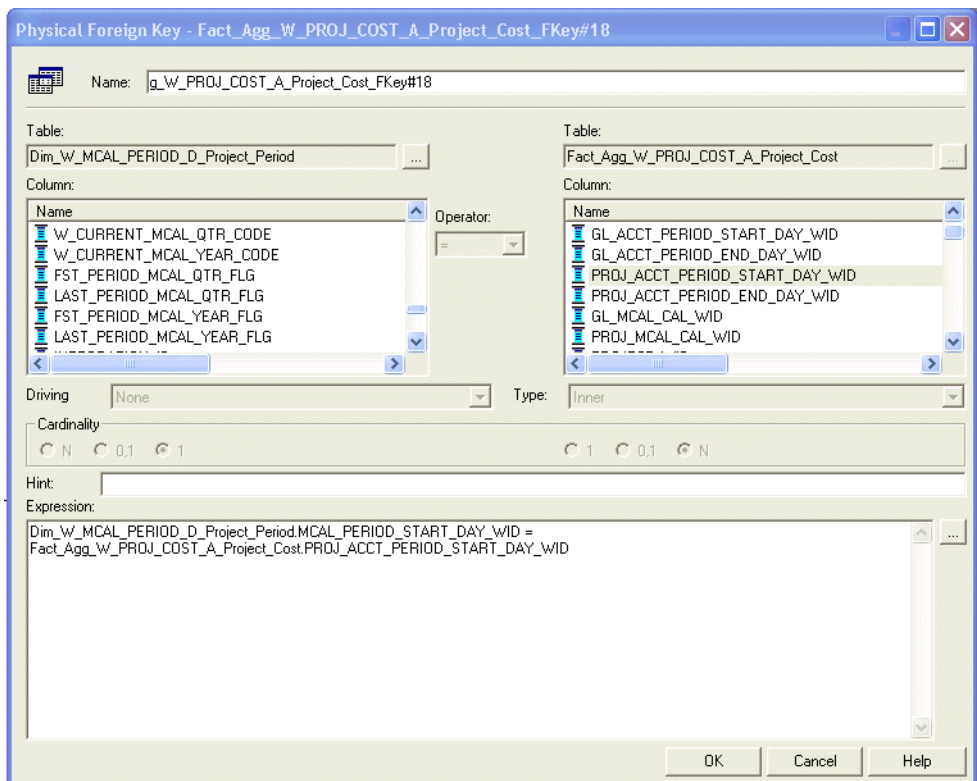 Physical Foreign Key - Fact_Agg_W_PROJ_COST_A_Project_Cost_FKey#18
Name: g_W_PROJ_COST_A_Project_Cost_FKey#18
Table: Table:
Dim_W_MCAL_PERIOD_D_Project_Period ... Fact_Agg_W_PROJ_COST_A_Project_Cost ...
Column: Column:
Name Operator: Name
W_CURRENT_MCAL_QTR_CODE = GL_ACCT_PERIOD_START_DAY_WID
W_CURRENT_MCAL_YEAR_CODE GL_ACCT_PERIOD_END_DAY_WID
FST_PERIOD_MCAL_QTR_FLG PROJ_ACCT_PERIOD_START_DAY_WID
LAST_PERIOD_MCAL_QTR_FLG PROJ_ACCT_PERIOD_END_DAY_WID
FST_PERIOD_MCAL_YEAR_FLG GL_MCAL_CAL_WID
LAST_PERIOD_MCAL_YEAR_FLG PROJ_MCAL_CAL_WID
Driving None Type: Inner
Cardinality
N 0,1 1 1 0,1 N
Hint:
Expression:
Dim_W_MCAL_PERIOD_D_Project_Period.MCAL_PERIOD_START_DAY_WID =
Fact_Agg_W_PROJ_COST_A_Project_Cost.PROJ_ACCT_PERIOD_START_DAY_WID
...
OK Cancel Help